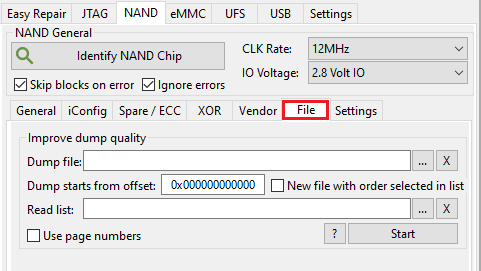 Easy Repair JTAG NAND eMMC UFS USB Settings
NAND General
Identify NAND Chip
CLK Rate: 12MHz
IO Voltage: 2.8 Volt IO
Skip blocks on error Ignore errors
General iConfig Spare / ECC XOR Vendor File Settings
Improve dump quality
Dump file: ... X
Dump starts from offset: 0x000000000000 New file with order selected in list
Read list: ... X
Use page numbers ? Start